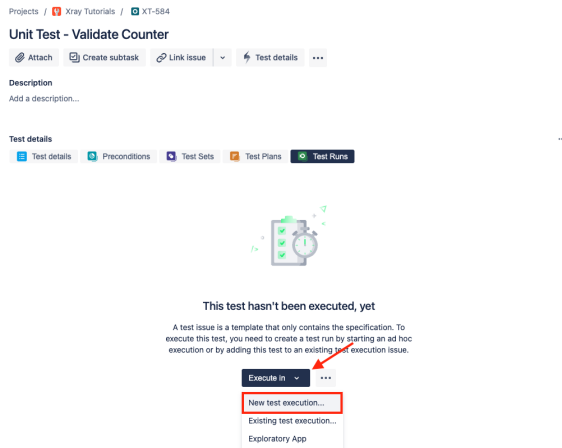 Projects / Xray Tutorials / XT-584
Unit Test - Validate Counter
Attach Create subtask Link issue Test details ...
Description
Add a description...
Test details ...
Test details Preconditions Test Sets Test Plans Test Runs
This test hasn't been executed, yet
A test issue is a template that only contains the specification. To
execute this test, you need to create a test run by starting an ad hoc
execution or by adding this test to an existing test execution issue.
Execute in ...
New test execution...
Existing test execution...
Exploratory App